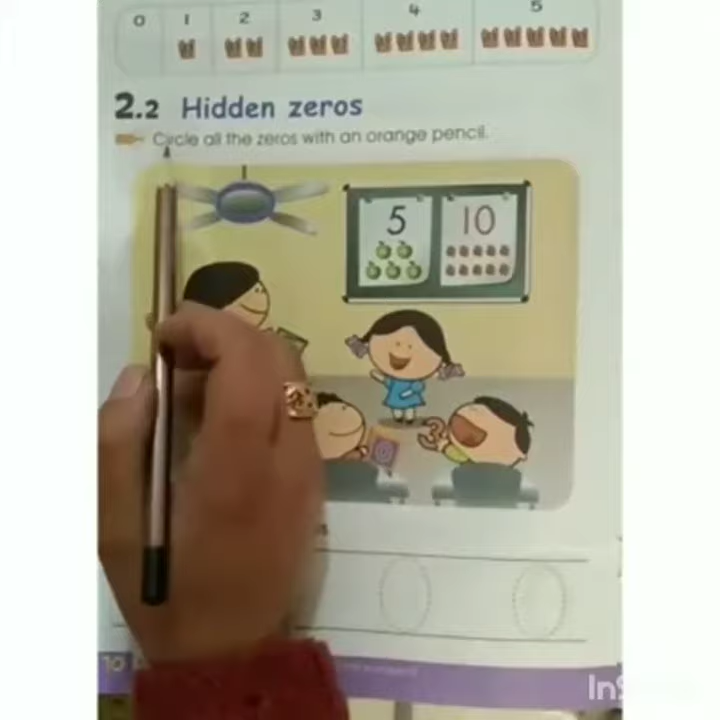 0 1 2 3 4 5
2.2 Hidden zeros
Circle all the zeros with an orange pencil.
5 10
3
10